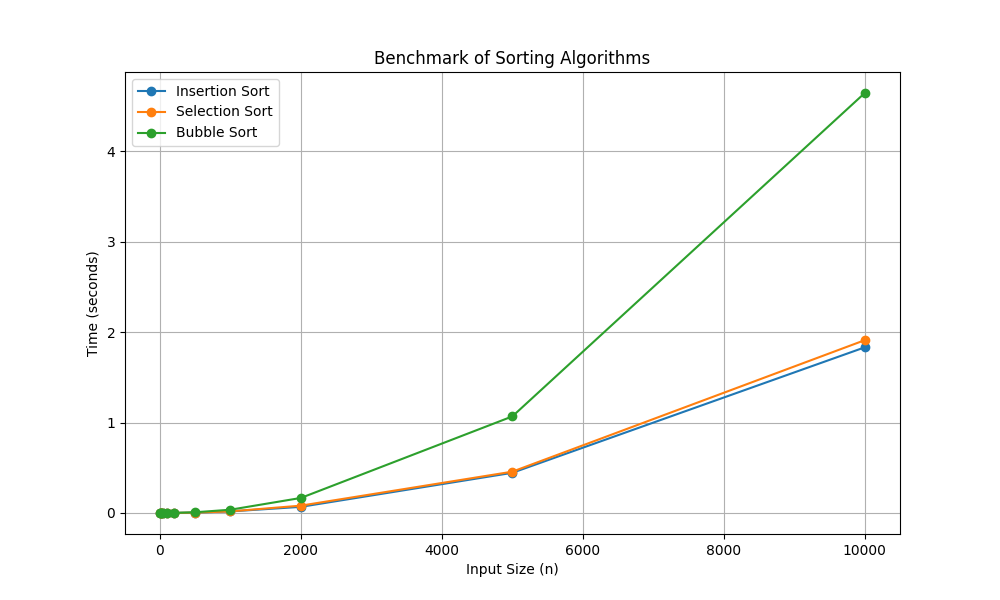 Benchmark of Sorting Algorithms
Insertion Sort
Selection Sort
Bubble Sort
Time (seconds)
4
3
2
1
0
0 2000 4000 6000 8000 10000
Input Size (n)